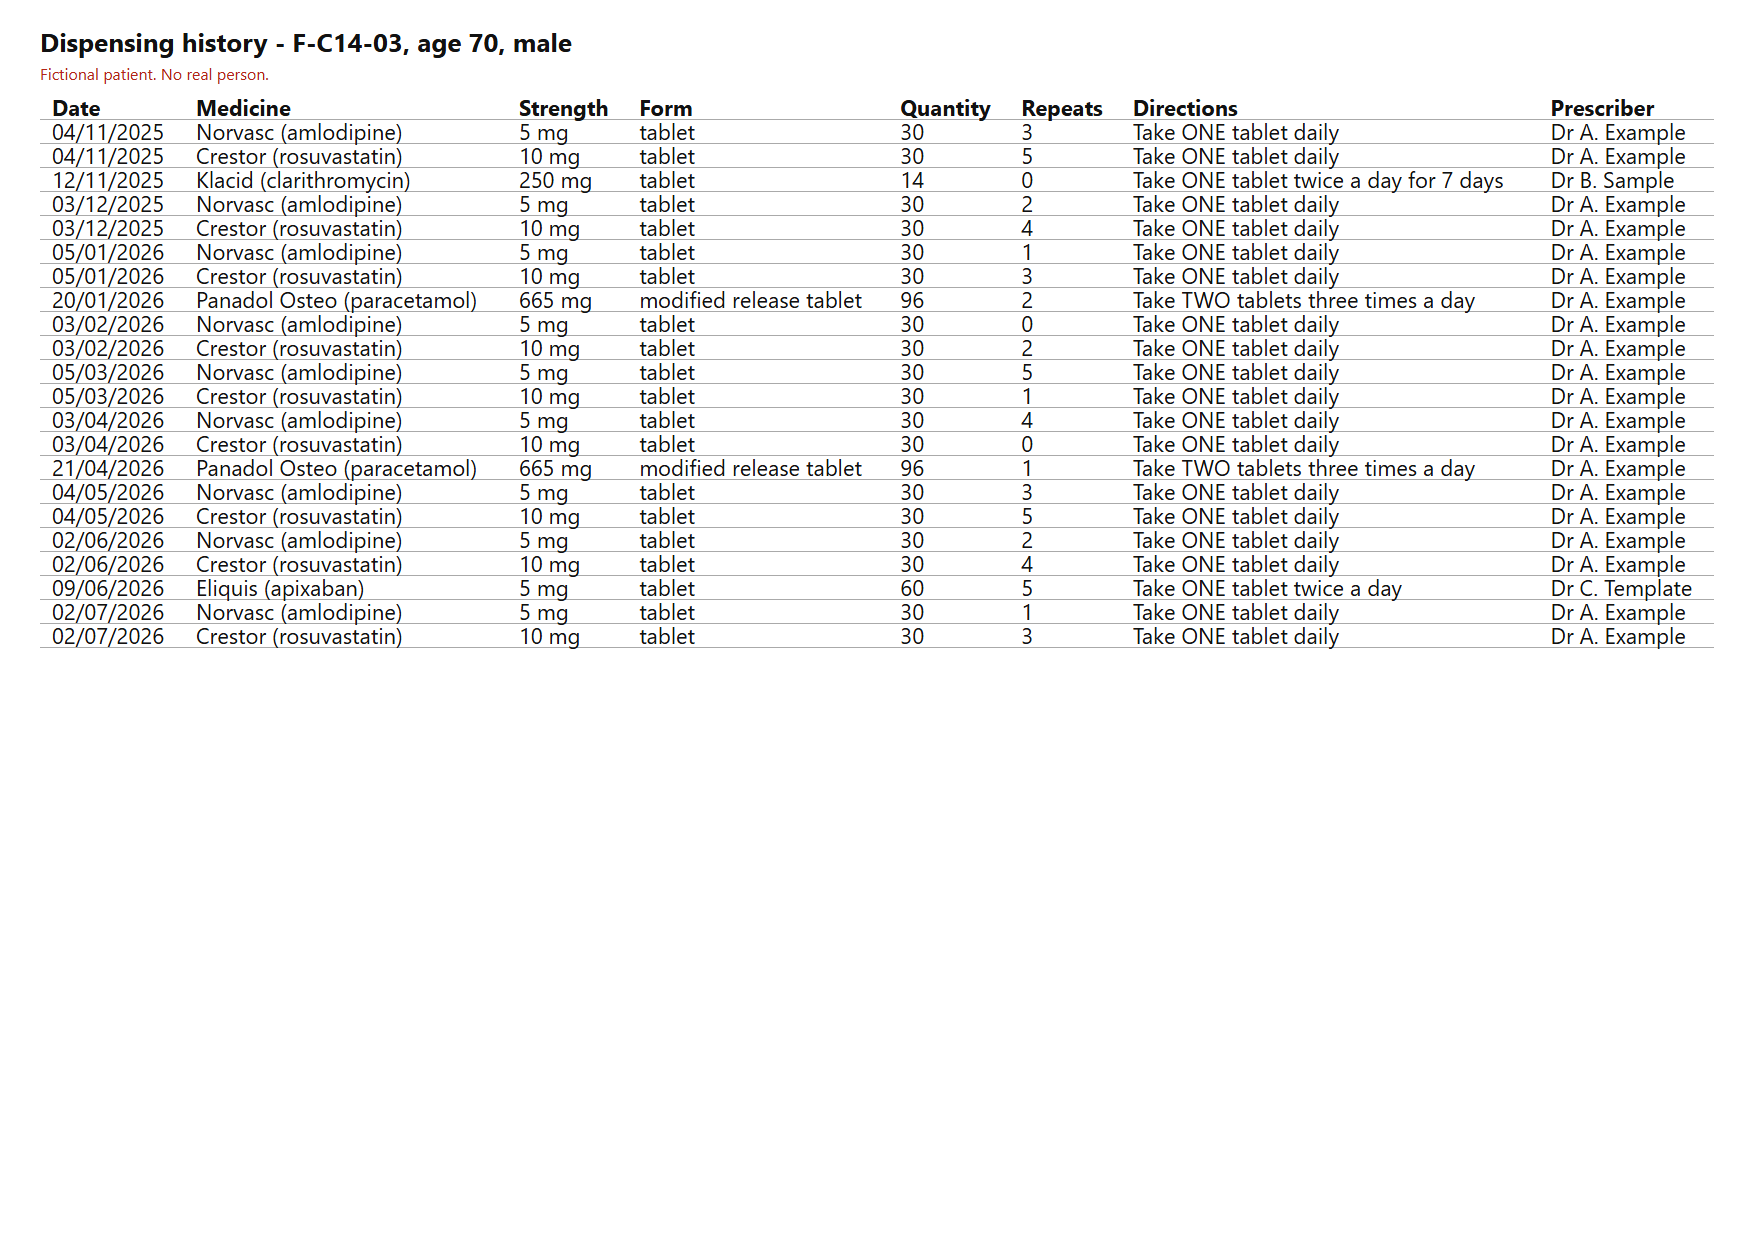 Dispensing history - F-C14-03, age 70, male
Fictional patient. No real person.
Date Medicine Strength Form Quantity Repeats Directions Prescriber
04/11/2025 Norvasc (amlodipine) 5 mg tablet 30 3 Take ONE tablet daily Dr A. Example
04/11/2025 Crestor (rosuvastatin) 10 mg tablet 30 5 Take ONE tablet daily Dr A. Example
12/11/2025 Klacid (clarithromycin) 250 mg tablet 14 0 Take ONE tablet twice a day for 7 days Dr B. Sample
03/12/2025 Norvasc (amlodipine) 5 mg tablet 30 2 Take ONE tablet daily Dr A. Example
03/12/2025 Crestor (rosuvastatin) 10 mg tablet 30 4 Take ONE tablet daily Dr A. Example
05/01/2026 Norvasc (amlodipine) 5 mg tablet 30 1 Take ONE tablet daily Dr A. Example
05/01/2026 Crestor (rosuvastatin) 10 mg tablet 30 3 Take ONE tablet daily Dr A. Example
20/01/2026 Panadol Osteo (paracetamol) 665 mg modified release tablet 96 2 Take TWO tablets three times a day Dr A. Example
03/02/2026 Norvasc (amlodipine) 5 mg tablet 30 0 Take ONE tablet daily Dr A. Example
03/02/2026 Crestor (rosuvastatin) 10 mg tablet 30 2 Take ONE tablet daily Dr A. Example
05/03/2026 Norvasc (amlodipine) 5 mg tablet 30 5 Take ONE tablet daily Dr A. Example
05/03/2026 Crestor (rosuvastatin) 10 mg tablet 30 1 Take ONE tablet daily Dr A. Example
03/04/2026 Norvasc (amlodipine) 5 mg tablet 30 4 Take ONE tablet daily Dr A. Example
03/04/2026 Crestor (rosuvastatin) 10 mg tablet 30 0 Take ONE tablet daily Dr A. Example
21/04/2026 Panadol Osteo (paracetamol) 665 mg modified release tablet 96 1 Take TWO tablets three times a day Dr A. Example
04/05/2026 Norvasc (amlodipine) 5 mg tablet 30 3 Take ONE tablet daily Dr A. Example
04/05/2026 Crestor (rosuvastatin) 10 mg tablet 30 5 Take ONE tablet daily Dr A. Example
02/06/2026 Norvasc (amlodipine) 5 mg tablet 30 2 Take ONE tablet daily Dr A. Example
02/06/2026 Crestor (rosuvastatin) 10 mg tablet 30 4 Take ONE tablet daily Dr A. Example
09/06/2026 Eliquis (apixaban) 5 mg tablet 60 5 Take ONE tablet twice a day Dr C. Template
02/07/2026 Norvasc (amlodipine) 5 mg tablet 30 1 Take ONE tablet daily Dr A. Example
02/07/2026 Crestor (rosuvastatin) 10 mg tablet 30 3 Take ONE tablet daily Dr A. Example